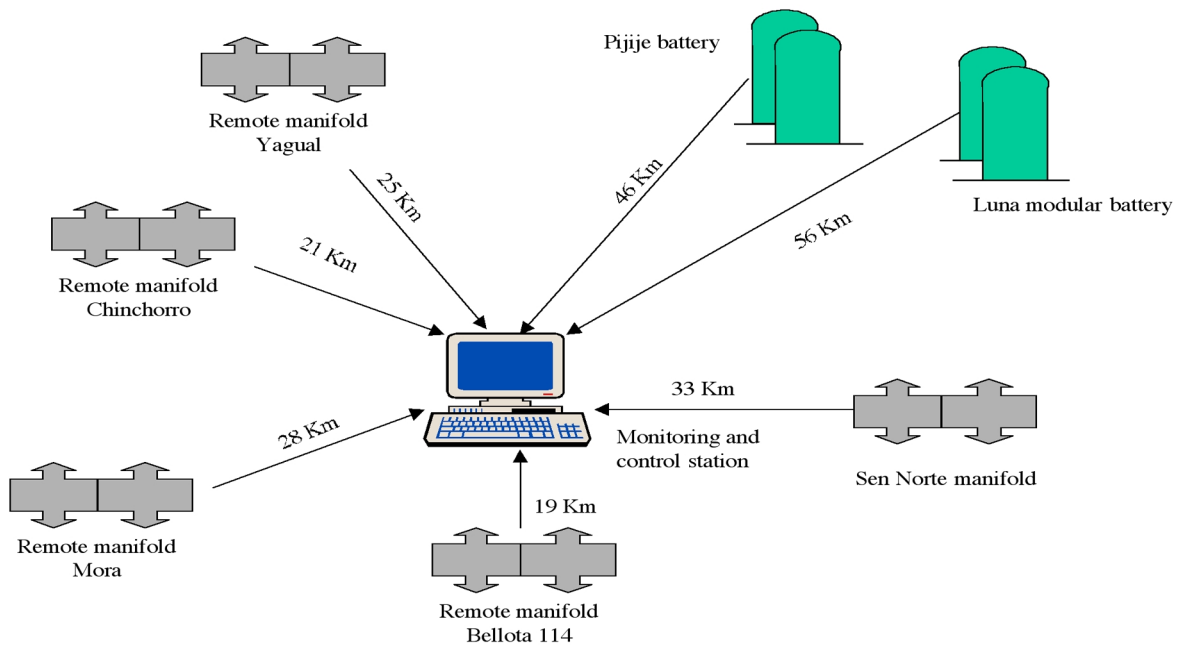 Pijije battery
Remote manifold
Yagual
25 Km
46 Km
Luna modular battery
56 Km
21 Km
Remote manifold
Chinchorro
33 Km
Monitoring and
control station
28 Km
Sen Norte manifold
19 Km
Remote manifold
Mora
Remote manifold
Bellota 114